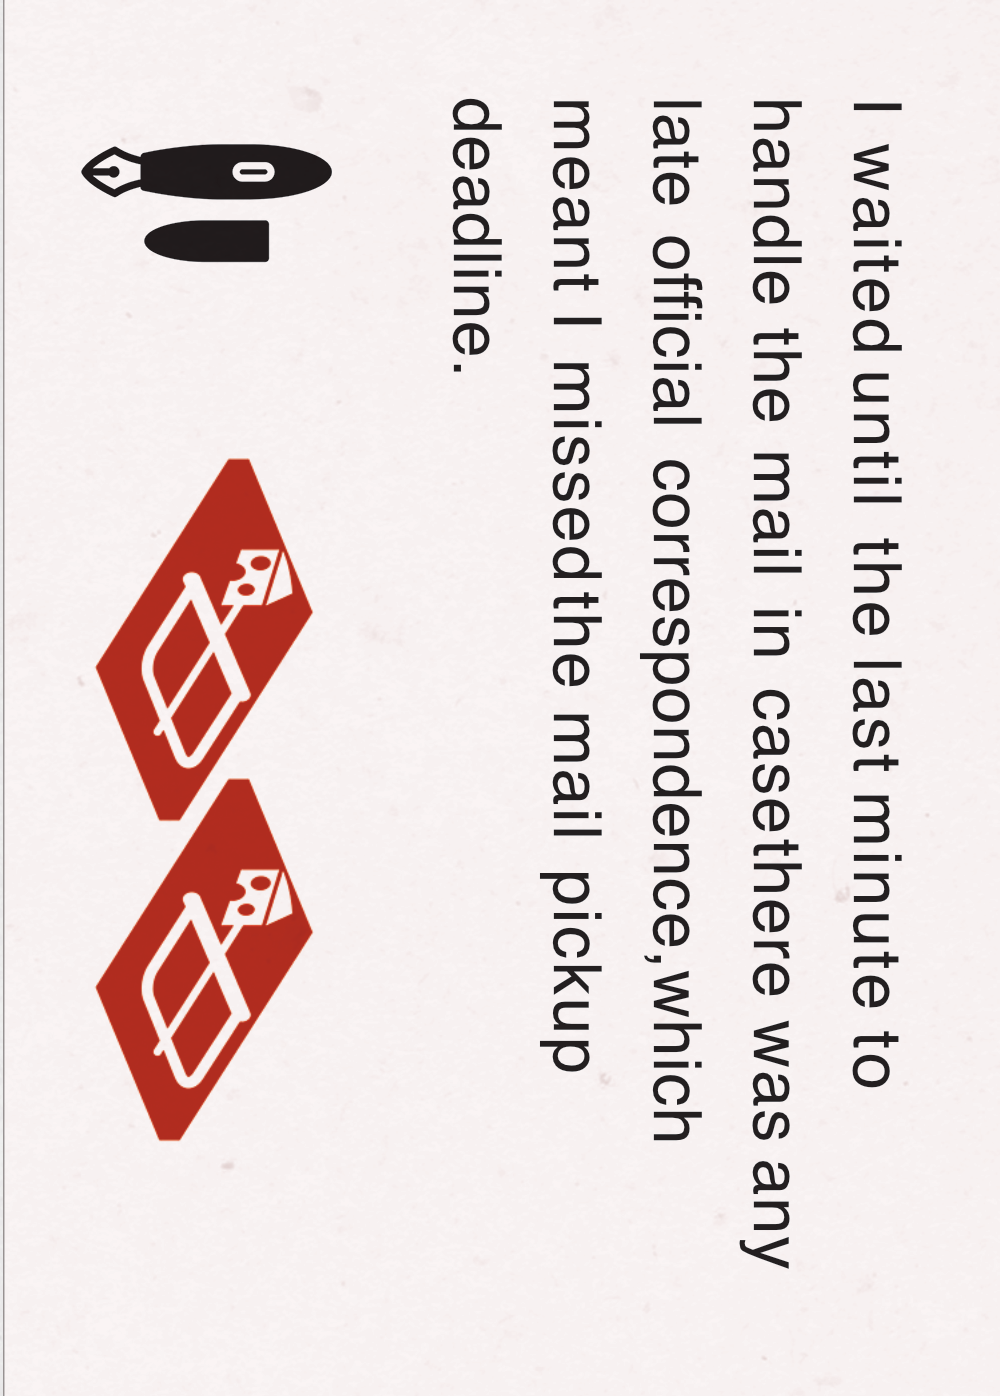 I waited until the last minute to
handle the mail in casethere was any
late official correspondence,which
meant I missedthe mail pickup
deadline.